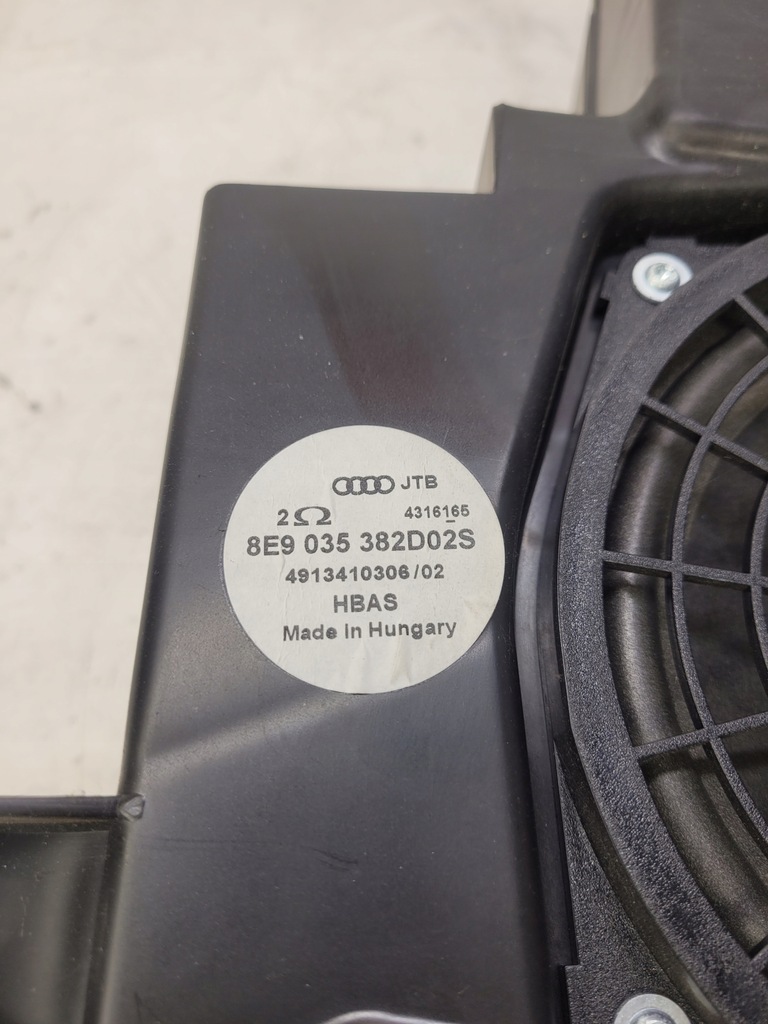 JTB
2Ω 4316165
8E9 035 382D02S
4913410306/02
HBAS
Made in Hungary